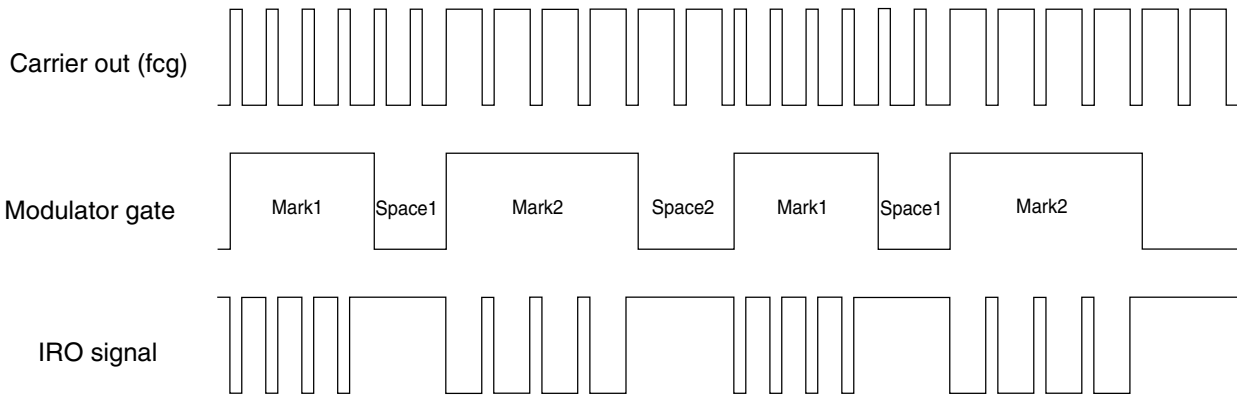 Carrier out (fcg)
Modulator gate
Mark1
Space1
Mark2
Space2
Mark1
Space1
Mark2
IRO signal